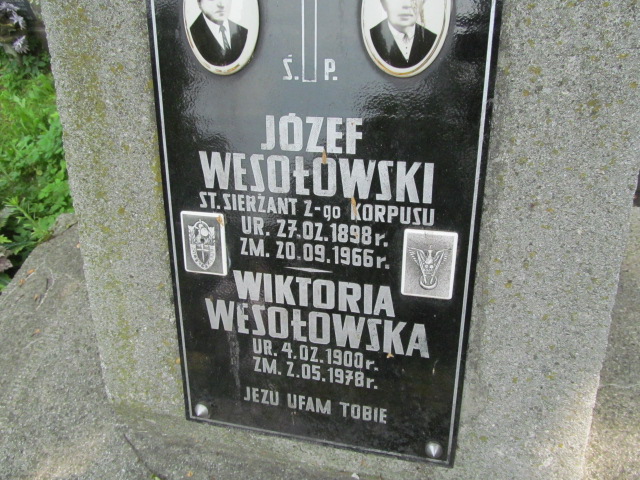 Ś. P.
JÓZEF
WESOŁOWSKI
ST. SIERŻANT 2-go KORPUSU
UR. 27.02.1898 r.
ZM. 20.09.1966 r.
WIKTORIA
WESOŁOWSKA
UR. 4.02.1900 r.
ZM. 2.05.1978 r.
JEZU UFAM TOBIE